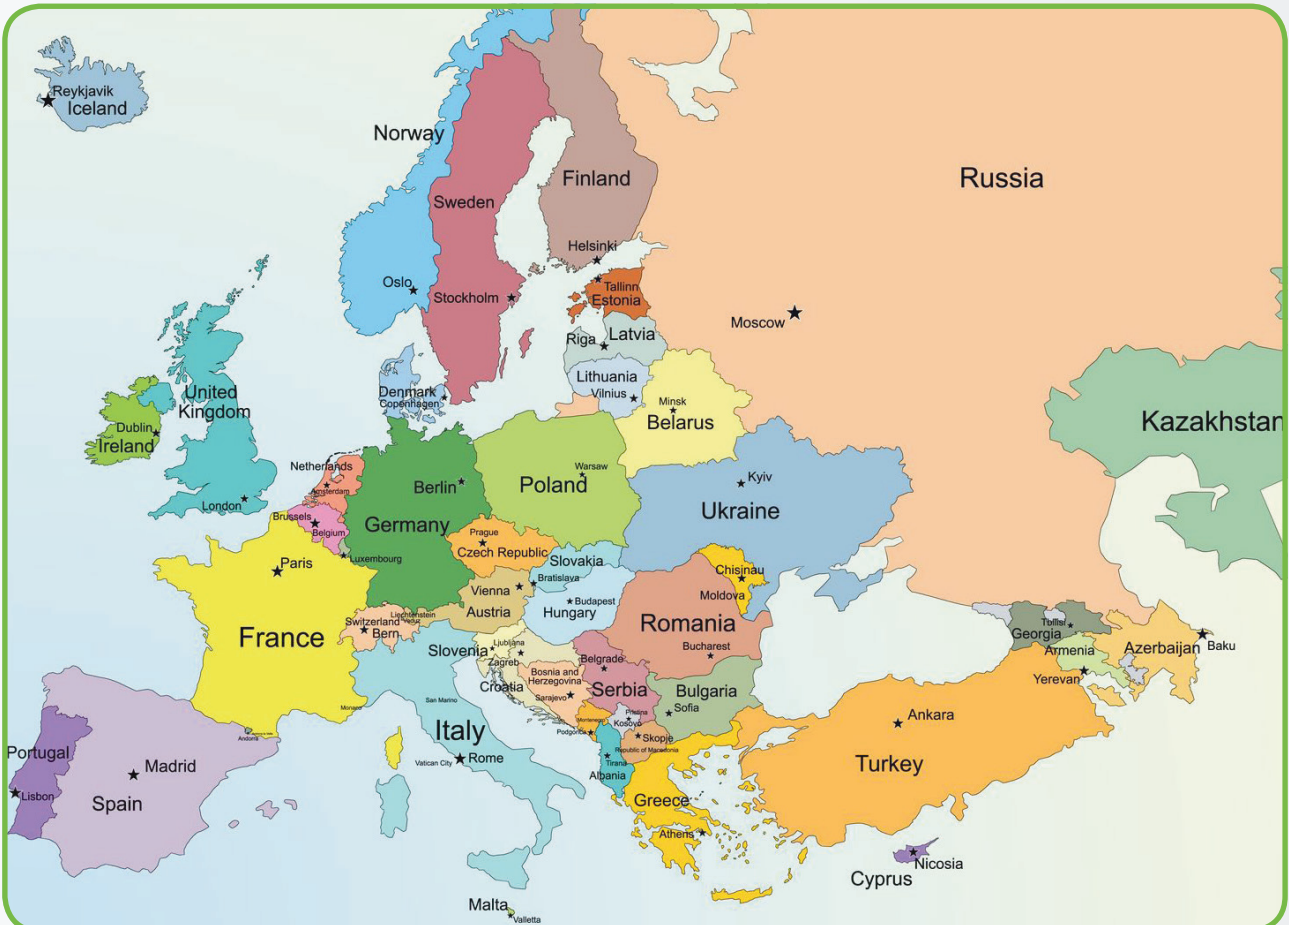 Reykjavik
Iceland
Norway
Sweden
Finland
Russia
Helsinki
Oslo
Stockholm
Tallinn
Estonia
Moscow
Riga
Latvia
Lithuania
Vilnius
Minsk
Belarus
Denmark
Copenhagen
United
Kingdom
Dublin
Ireland
London
Kazakhstan
Netherlands
Amsterdam
Brussels
Belgium
Luxembourg
Berlin
Germany
Warsaw
Poland
Kyiv
Ukraine
Prague
Czech Republic
Slovakia
Bratislava
Vienna
Austria
Budapest
Hungary
Chisinau
Moldova
Paris
France
Switzerland
Bern
Liechtenstein
Vaduz
Romania
Bucharest
Slovenia
Ljubljana
Zagreb
Croatia
Bosnia and
Herzegovina
Sarajevo
Belgrade
Serbia
Bulgaria
Sofia
Georgia
Armenia
Yerevan
Azerbaijan
Baku
Monaco
San Marino
Italy
Vatican City
Rome
Montenegro
Podgorica
Pristina
Kosovo
Skopje
Republic of Macedonia
Tirana
Albania
Greece
Athens
Ankara
Turkey
Portugal
Lisbon
Madrid
Spain
Andorra
Nicosia
Cyprus
Malta
Valletta